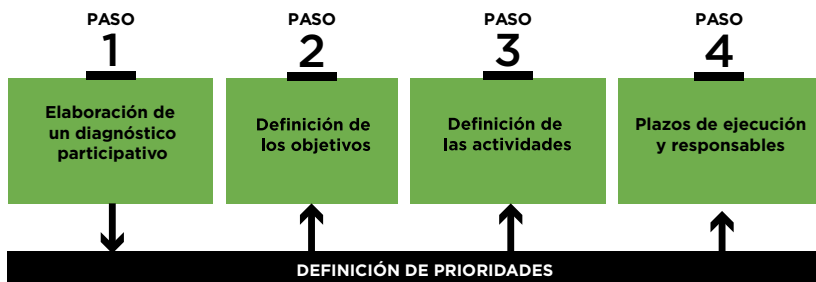 PASO
1
Elaboración de
un diagnóstico
participativo
PASO
2
Definición de
los objetivos
PASO
3
Definición de
las actividades
PASO
4
Plazos de ejecución
y responsables
DEFINICIÓN DE PRIORIDADES